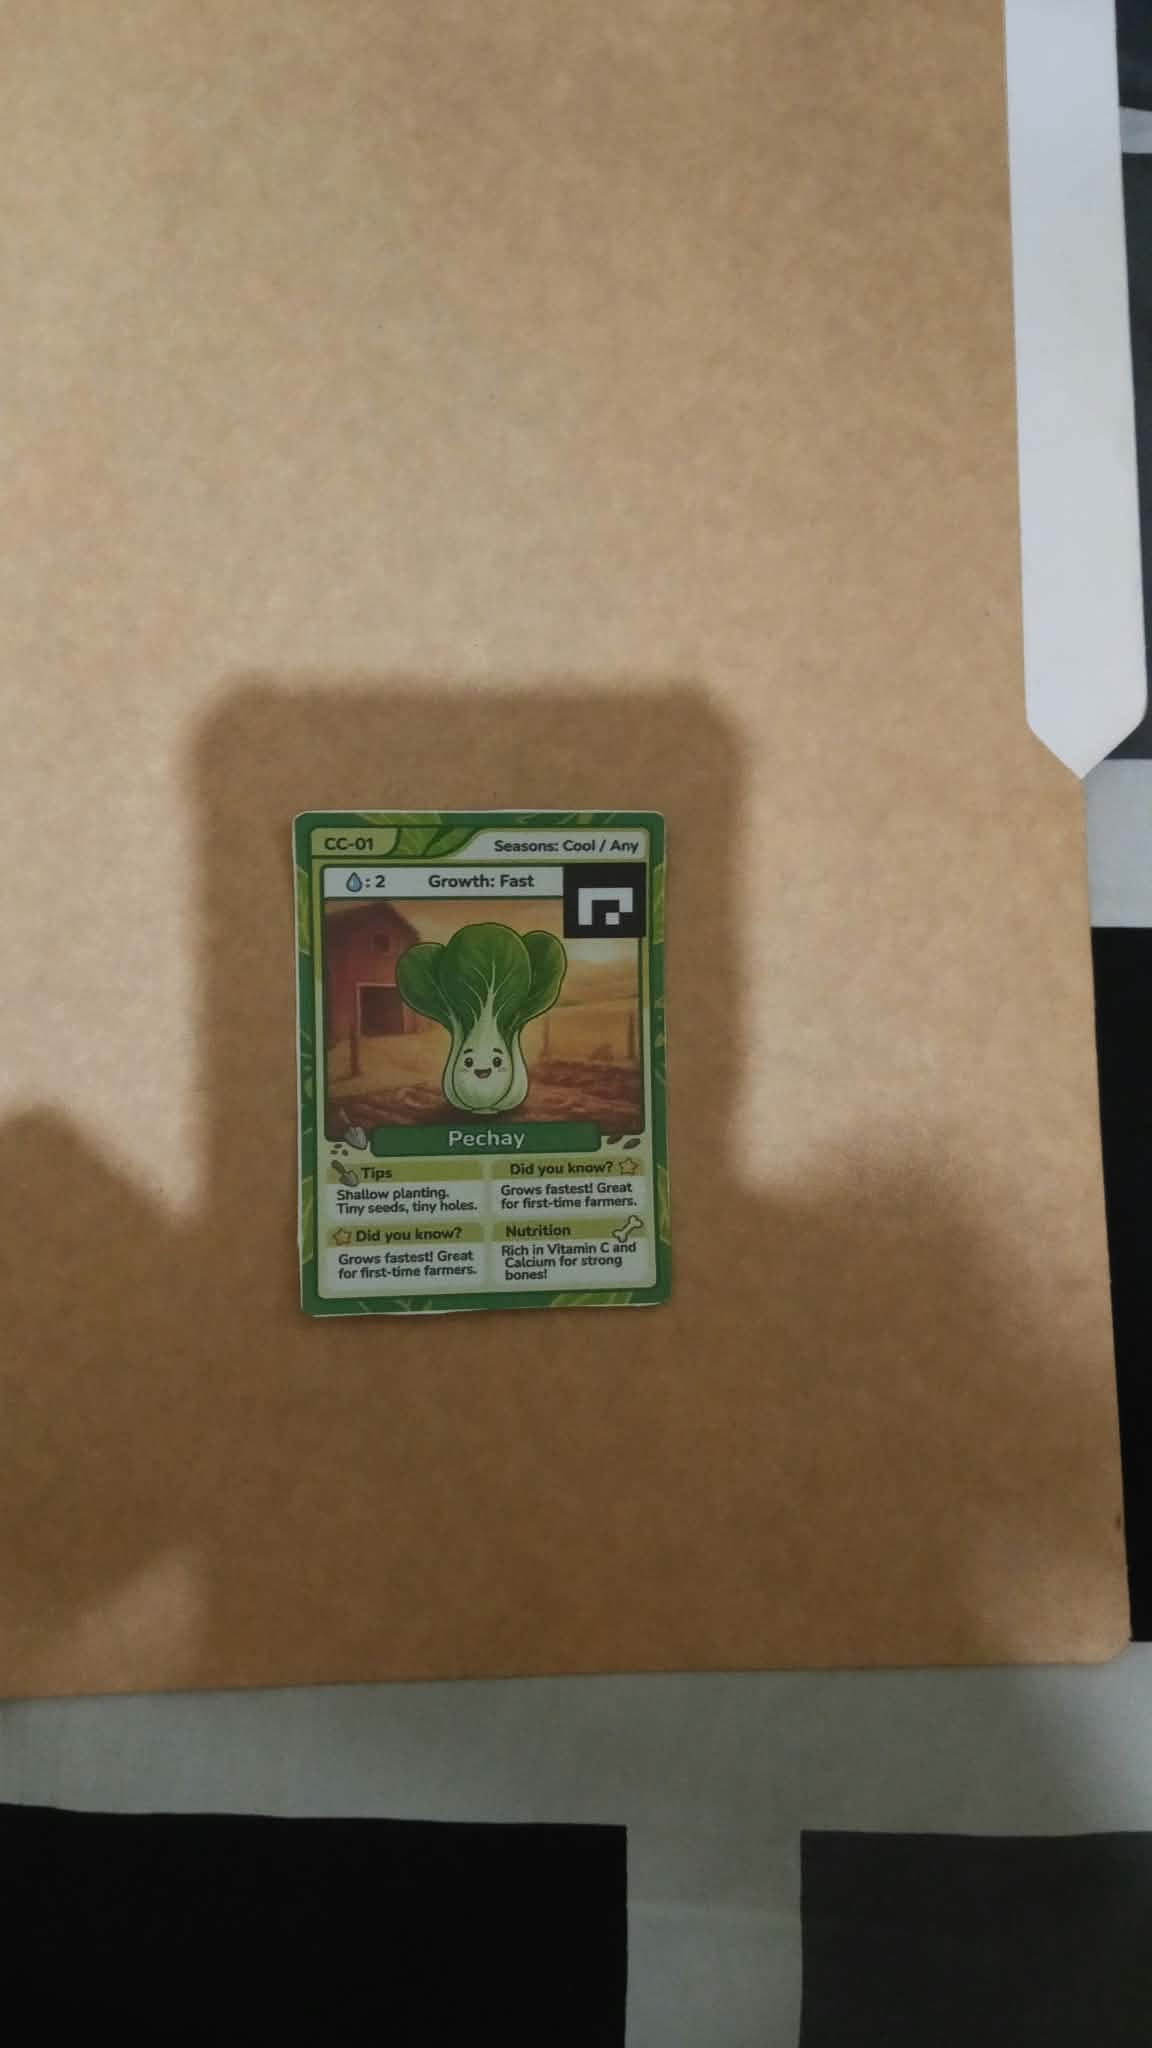 CC-01
Seasons: Cool / Any
: 2
Growth: Fast
Pechay
Tips
Shallow planting.
Tiny seeds, tiny holes.
Did you know?
Grows fastest! Great
for first-time farmers.
Did you know?
Grows fastest! Great
for first-time farmers.
Nutrition
Rich in Vitamin C and
Calcium for strong
bones!